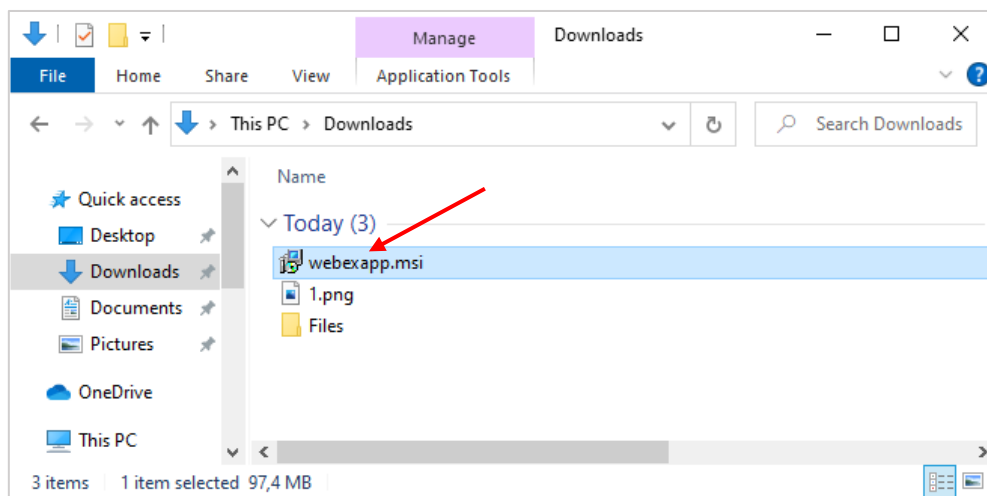 Manage
Downloads
File
Home
Share
View
Application Tools
?
This PC > Downloads
Search Downloads
Name
Quick access
Today (3)
Desktop
webexapp.msi
Downloads
1.png
Documents
Files
Pictures
OneDrive
This PC
3 items
1 item selected 97,4 MB